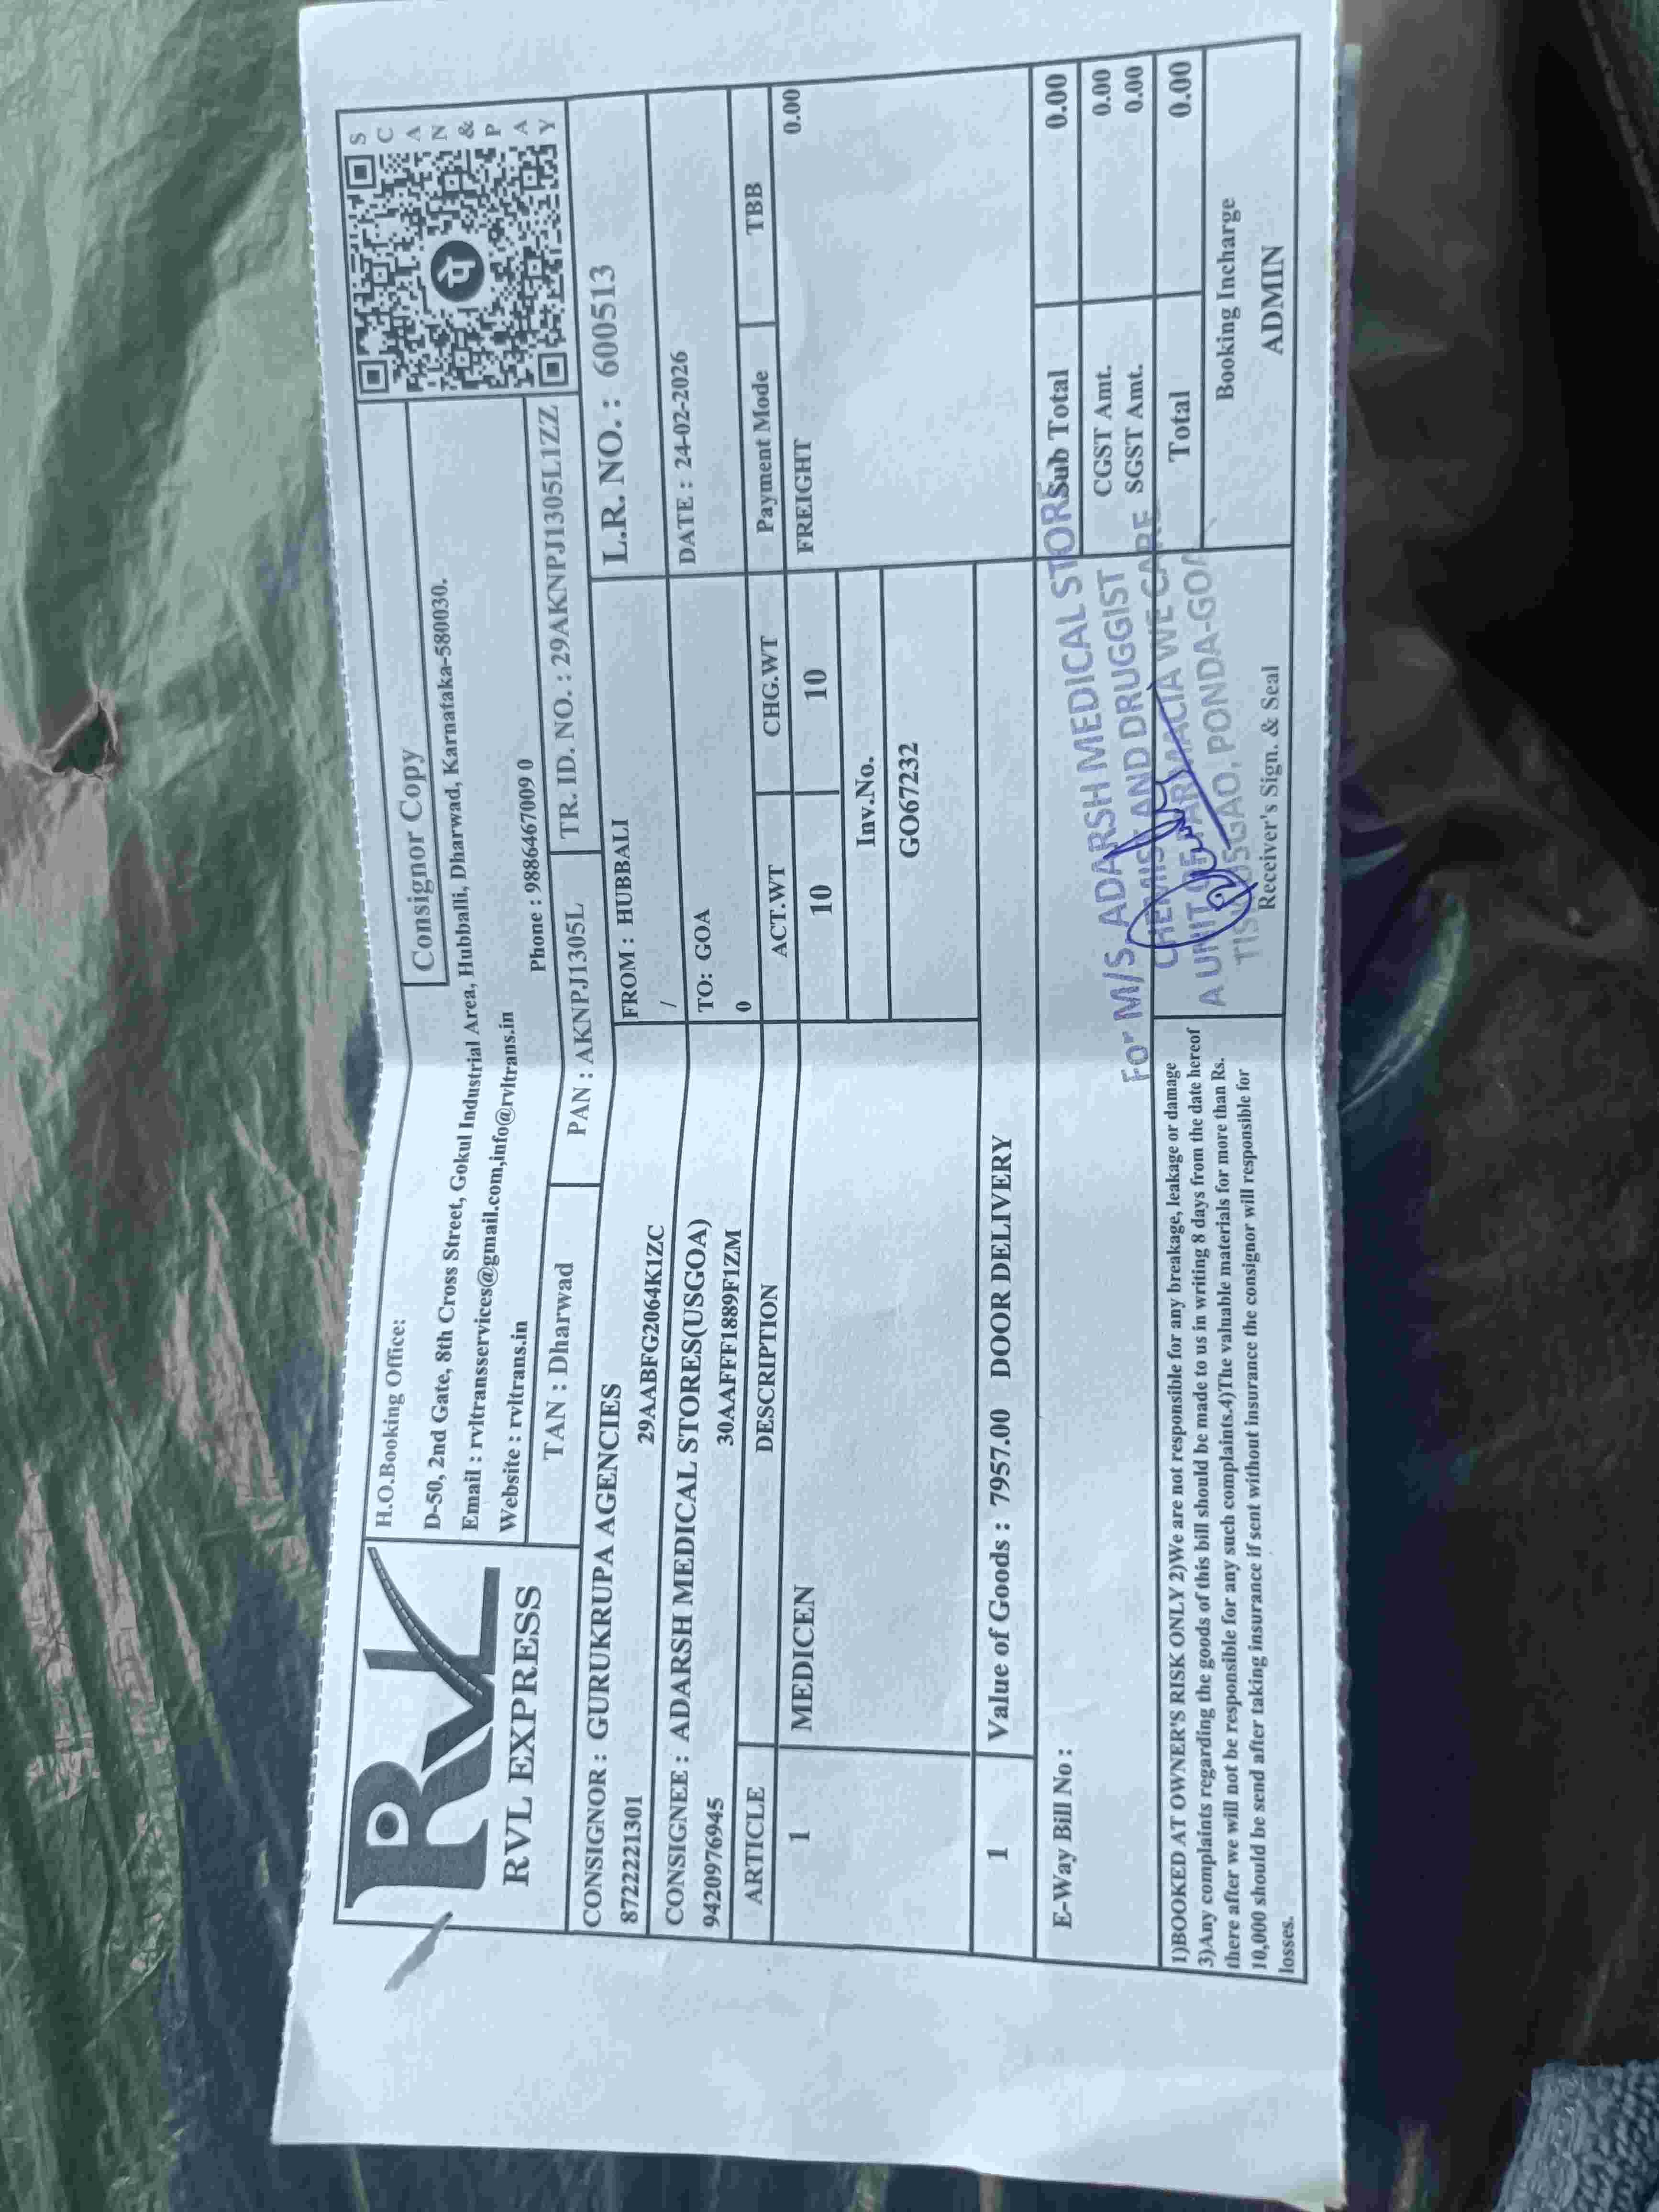 RVL
RVL EXPRESS
H.O.Booking Office:
Consignor Copy
D-50, 2nd Gate, 8th Cross Street, Gokul Industrial Area, Hubballi, Dharwad, Karnataka-580030.
Email : rvltransservices@gmail.com,info@rvltrans.in
Website : rvltrans.in
Phone : 9886467009 0
SCAN & PAY
पे
TAN : Dharwad
PAN : AKNPJ1305L
TR. ID. NO. : 29AKNPJ1305L1ZZ
CONSIGNOR : GURUKRUPA AGENCIES
8722221301
29AABFG2064K1ZC
FROM : HUBBALI
/
L.R. NO. : 600513
CONSIGNEE : ADARSH MEDICAL STORES(USGOA)
9420976945
30AAFFF1889F1ZM
TO: GOA
0
DATE : 24-02-2026
ARTICLE DESCRIPTION ACT.WT CHG.WT Payment Mode TBB
1 MEDICEN 10 10 FREIGHT 0.00
Inv.No.
GO67232
1 Value of Goods : 7957.00 DOOR DELIVERY
E-Way Bill No :
Sub Total 0.00
CGST Amt. 0.00
SGST Amt. 0.00
Total 0.00
For M/S. ADARSH MEDICAL STORE
CHEMIST AND DRUGGIST
A UNIT OF FARMACIA WE CARE
TISK USGAO, PONDA-GOA
1)BOOKED AT OWNER'S RISK ONLY 2)We are not responsible for any breakage, leakage or damage
3)Any complaints regarding the goods of this bill should be made to us in writing 8 days from the date hereof
there after we will not be responsible for any such complaints.4)The valuable materials for more than Rs.
10,000 should be send after taking insurance if sent without insurance the consignor will responsible for
losses.
Receiver's Sign. & Seal
Booking Incharge
ADMIN